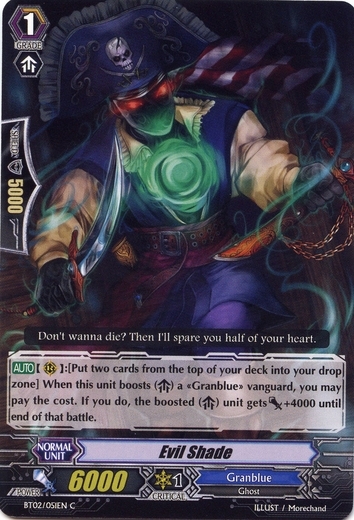 1
GRADE
SHIELD
5000
Don't wanna die? Then I'll spare you half of your heart.
AUTO [ ]:[Put two cards from the top of your deck into your drop
zone] When this unit boosts a «Granblue» vanguard, you may
pay the cost. If you do, the boosted unit gets +4000 until
end of that battle.
NORMAL
UNIT
Evil Shade
POWER
6000
1
CRITICAL
Granblue
Ghost
BT02/051EN C
ILLUST / Morechand